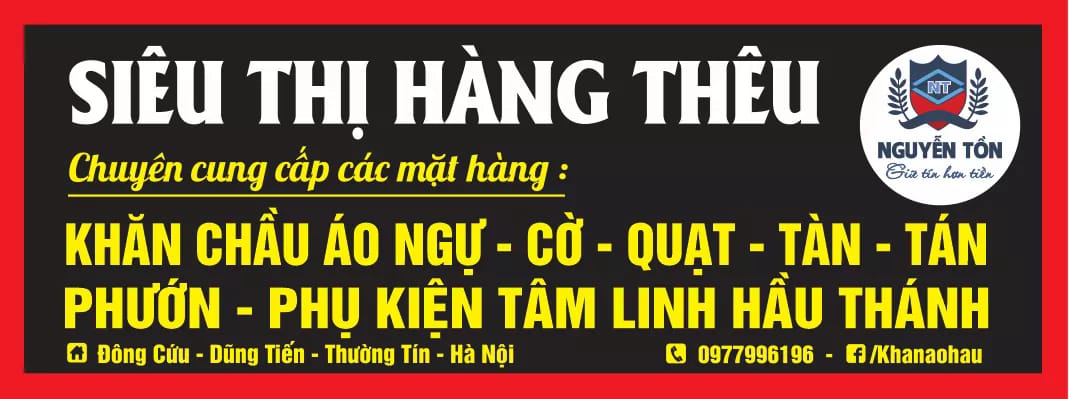 SIÊU THỊ HÀNG THÊU
NT
NGUYỄN TỒN
Giữ tín hơn tiền
Chuyên cung cấp các mặt hàng :
KHĂN CHẦU ÁO NGỰ - CỜ - QUẠT - TÀN - TÁN
PHƯỚN - PHỤ KIỆN TÂM LINH HẦU THÁNH
Đông Cứu - Dũng Tiến - Thường Tín - Hà Nội
0977996196 - /Khanaohau